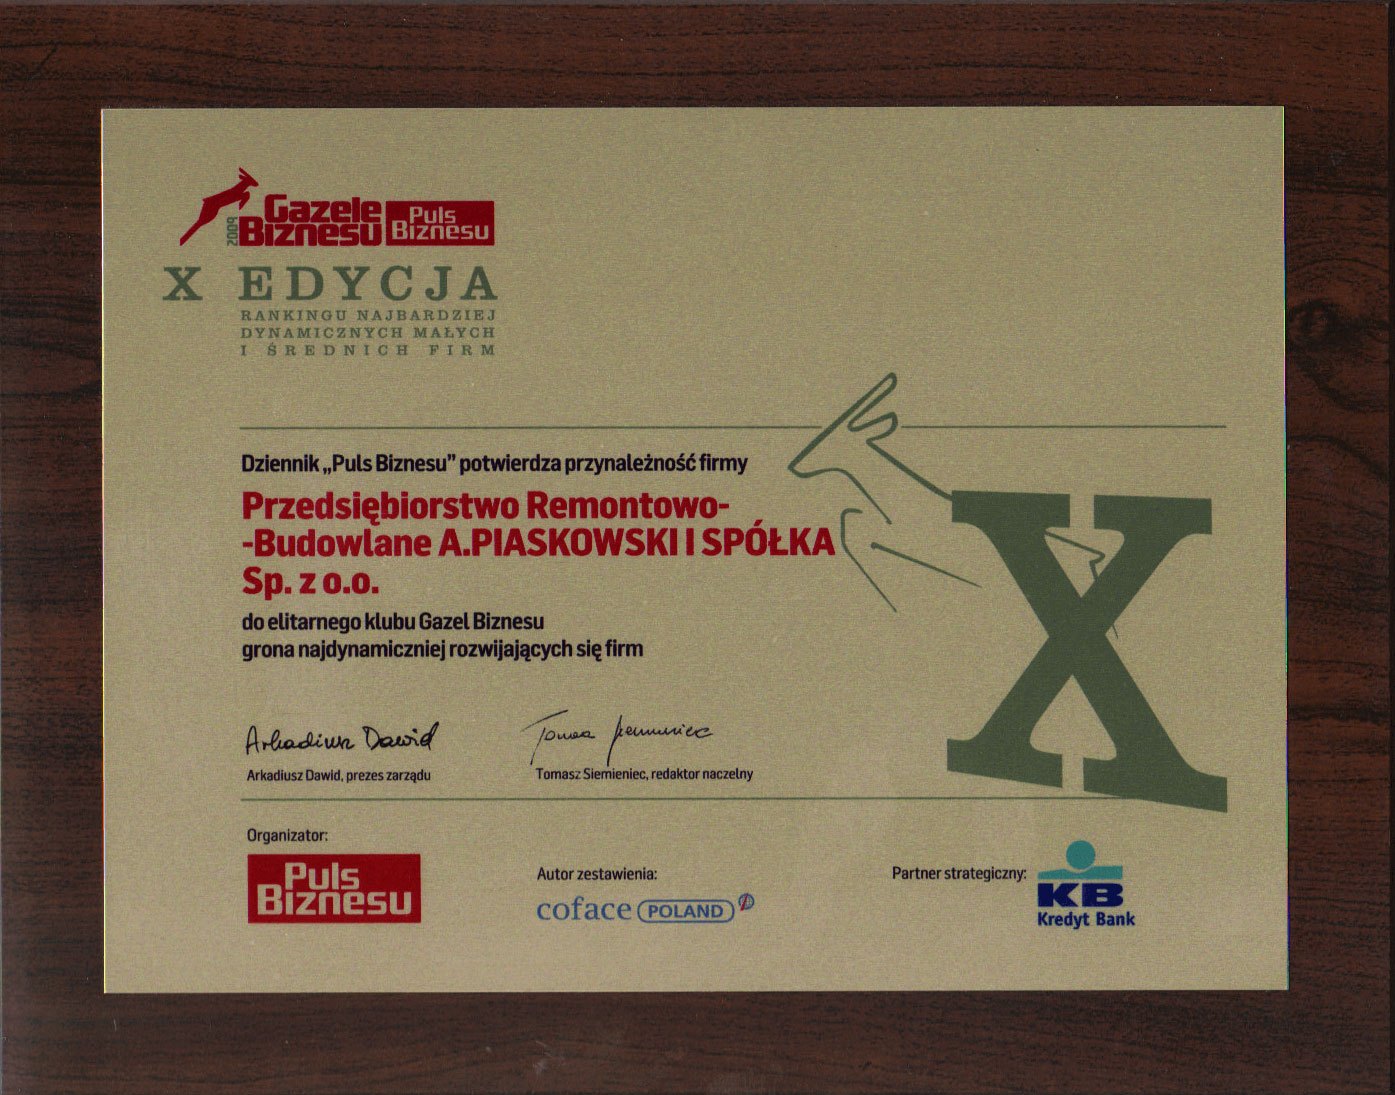 Gazele
Biznesu
2009
Puls
Biznesu
X EDYCJA
RANKINGU NAJBARDZIEJ
DYNAMICZNYCH MAŁYCH
I ŚREDNICH FIRM
Dziennik „Puls Biznesu” potwierdza przynależność firmy
Przedsiębiorstwo Remontowo-
-Budowlane A.PIASKOWSKI I SPÓŁKA
Sp. z o.o.
do elitarnego klubu Gazel Biznesu
grona najdynamiczniej rozwijających się firm
X
Arkadiusz Dawid
Tomasz Siemieniec
Arkadiusz Dawid, prezes zarządu
Tomasz Siemieniec, redaktor naczelny
Organizator:
Puls
Biznesu
Autor zestawienia:
coface POLAND
Partner strategiczny:
KB
Kredyt Bank